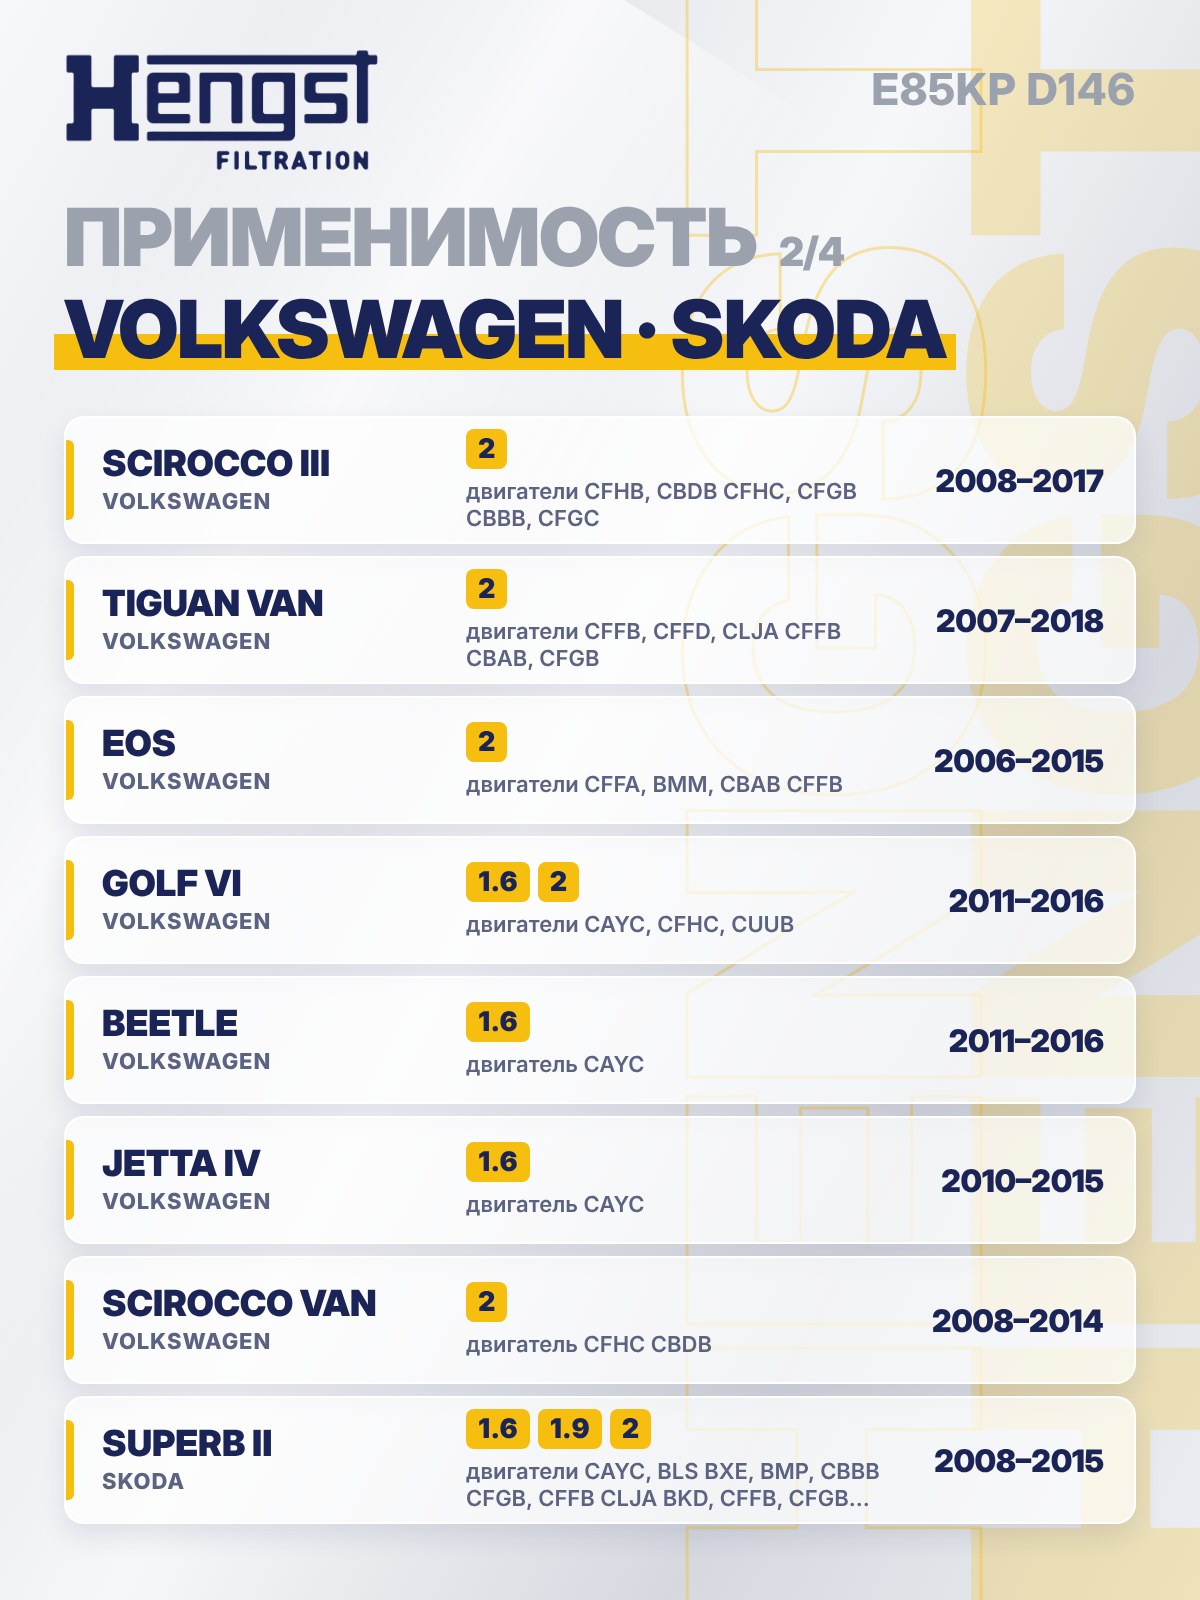 Hengst
FILTRATION
E85KP D146
ПРИМЕНИМОСТЬ 2/4
VOLKSWAGEN · SKODA
SCIROCCO III
VOLKSWAGEN
2
двигатели CFHB, CBDB CFHC, CFGB
CBBB, CFGC
2008–2017
TIGUAN VAN
VOLKSWAGEN
2
двигатели CFFB, CFFD, CLJA CFFB
CBAB, CFGB
2007–2018
EOS
VOLKSWAGEN
2
двигатели CFFA, BMM, CBAB CFFB
2006–2015
GOLF VI
VOLKSWAGEN
1.6 2
двигатели CAYC, CFHC, CUUB
2011–2016
BEETLE
VOLKSWAGEN
1.6
двигатель CAYC
2011–2016
JETTA IV
VOLKSWAGEN
1.6
двигатель CAYC
2010–2015
SCIROCCO VAN
VOLKSWAGEN
2
двигатель CFHC CBDB
2008–2014
SUPERB II
SKODA
1.6 1.9 2
двигатели CAYC, BLS BXE, BMP, CBBB
CFGB, CFFB CLJA BKD, CFFB, CFGB...
2008–2015
HENGST
HENGST